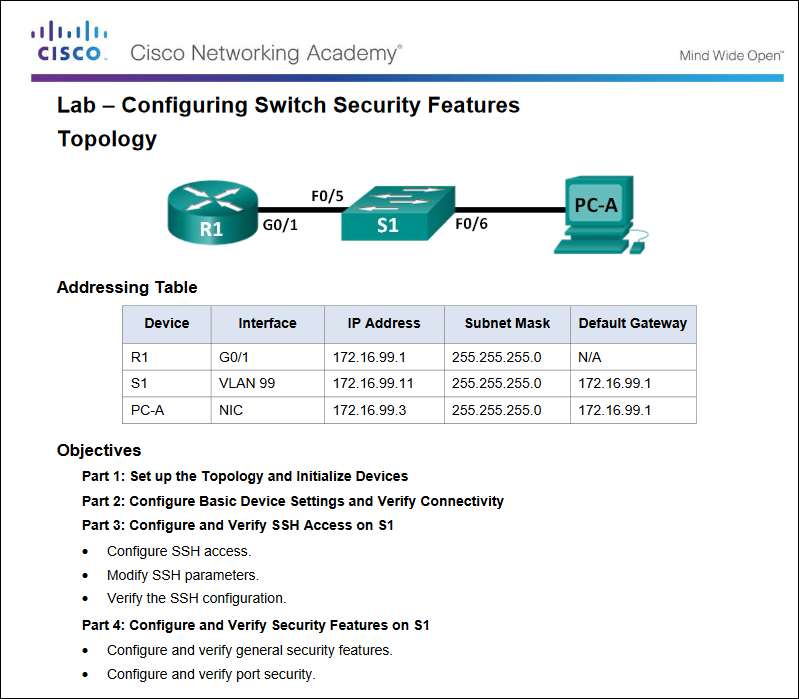 CISCO. Cisco Networking Academy® Mind Wide Open™
Lab – Configuring Switch Security Features
Topology
R1 G0/1 F0/5 S1 F0/6 PC-A
Addressing Table
Device Interface IP Address Subnet Mask Default Gateway
R1 G0/1 172.16.99.1 255.255.255.0 N/A
S1 VLAN 99 172.16.99.11 255.255.255.0 172.16.99.1
PC-A NIC 172.16.99.3 255.255.255.0 172.16.99.1
Objectives
Part 1: Set up the Topology and Initialize Devices
Part 2: Configure Basic Device Settings and Verify Connectivity
Part 3: Configure and Verify SSH Access on S1
• Configure SSH access.
• Modify SSH parameters.
• Verify the SSH configuration.
Part 4: Configure and Verify Security Features on S1
• Configure and verify general security features.
• Configure and verify port security.